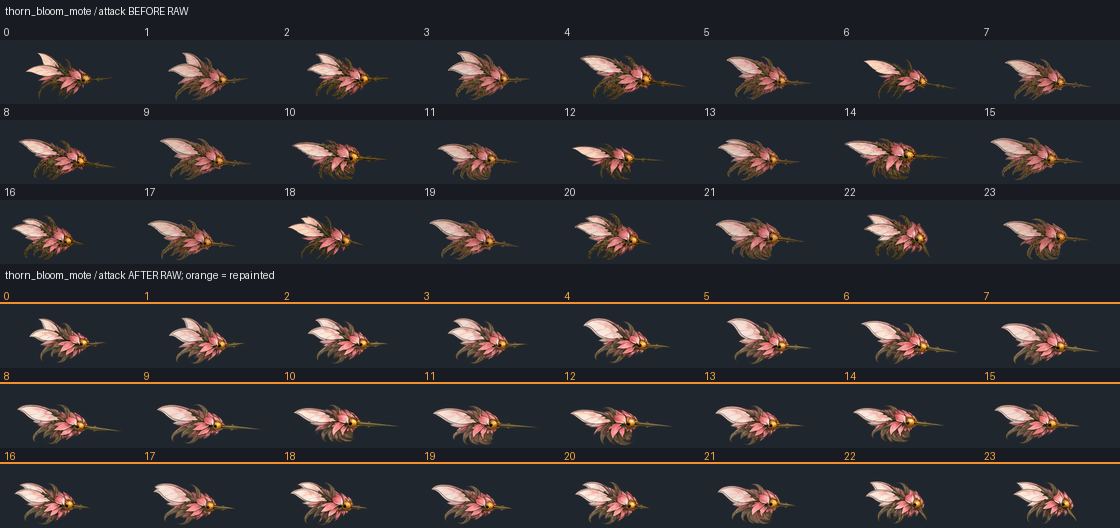 thorn_bloom_mote / attack BEFORE RAW
0 1 2 3 4 5 6 7
8 9 10 11 12 13 14 15
16 17 18 19 20 21 22 23
thorn_bloom_mote / attack AFTER RAW; orange = repainted
0 1 2 3 4 5 6 7
8 9 10 11 12 13 14 15
16 17 18 19 20 21 22 23